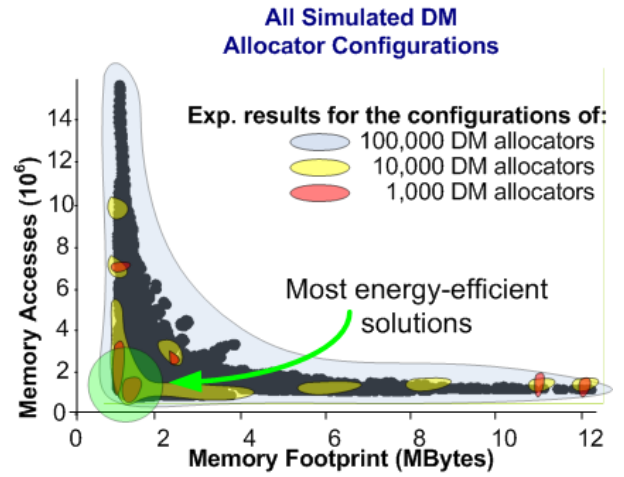 All Simulated DM
Allocator Configurations
Exp. results for the configurations of:
100,000 DM allocators
10,000 DM allocators
1,000 DM allocators
Most energy-efficient
solutions
Memory Accesses (10⁶)
14
12
10
8
6
4
2
0
0 2 4 6 8 10 12
Memory Footprint (MBytes)